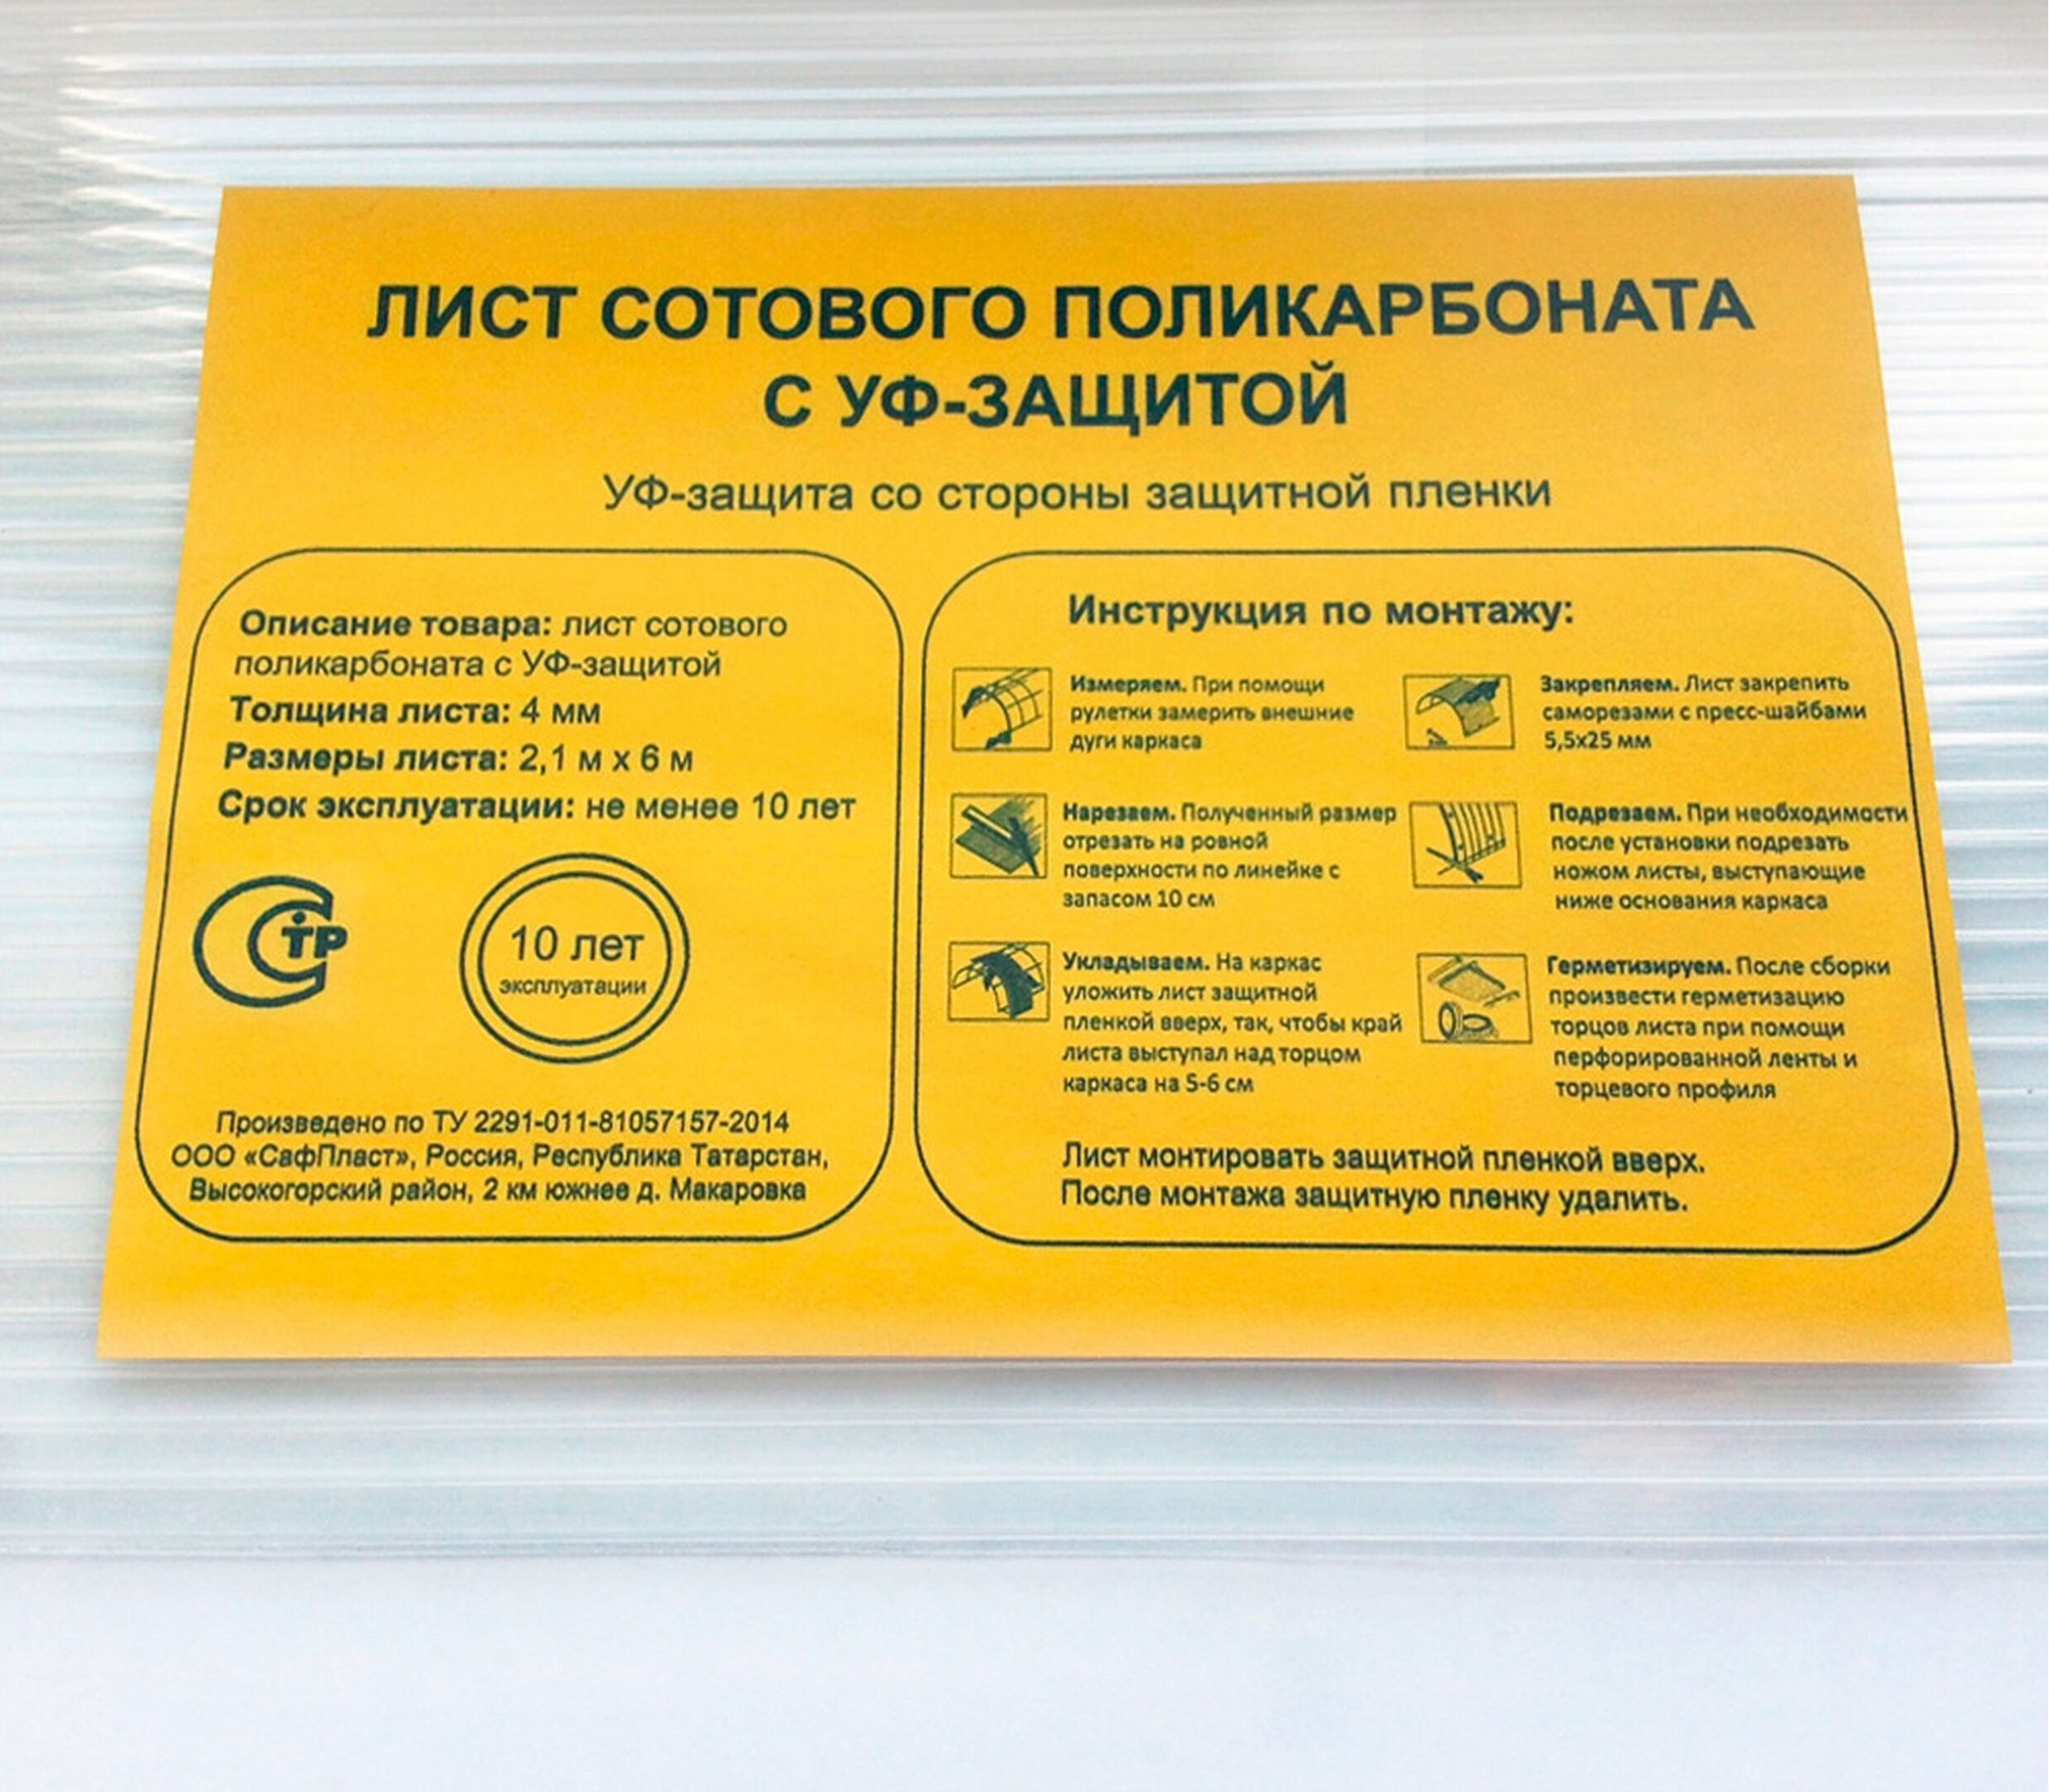 ЛИСТ СОТОВОГО ПОЛИКАРБОНАТА
С УФ-ЗАЩИТОЙ
УФ-защита со стороны защитной пленки
Описание товара: лист сотового
поликарбоната с УФ-защитой
Толщина листа: 4 мм
Размеры листа: 2,1 м х 6 м
Срок эксплуатации: не менее 10 лет
СТР
10 лет
эксплуатации
Произведено по ТУ 2291-011-81057157-2014
ООО «СафПласт», Россия, Республика Татарстан,
Высокогорский район, 2 км южнее д. Макаровка
Инструкция по монтажу:
Измеряем. При помощи
рулетки замерить внешние
дуги каркаса
Нарезаем. Полученный размер
отрезать на ровной
поверхности по линейке с
запасом 10 см
Укладываем. На каркас
уложить лист защитной
пленкой вверх, так, чтобы край
листа выступал над торцом
каркаса на 5-6 см
Закрепляем. Лист закрепить
саморезами с пресс-шайбами
5,5х25 мм
Подрезаем. При необходимости
после установки подрезать
ножом листы, выступающие
ниже основания каркаса
Герметизируем. После сборки
произвести герметизацию
торцов листа при помощи
перфорированной ленты и
торцевого профиля
Лист монтировать защитной пленкой вверх.
После монтажа защитную пленку удалить.